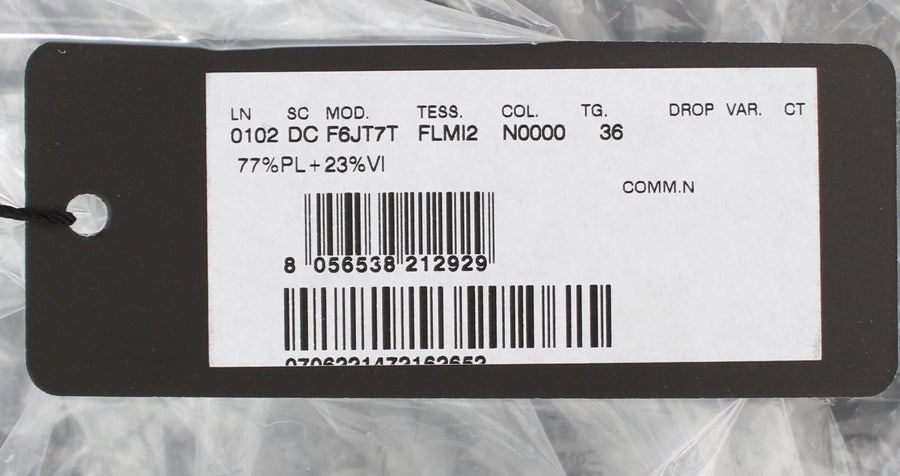 LN SC MOD. TESS. COL. TG. DROP VAR. CT
0102 DC F6JT7T FLMI2 N0000 36
77%PL+23%VI
COMM.N
8 056538 212929
0706221472162652